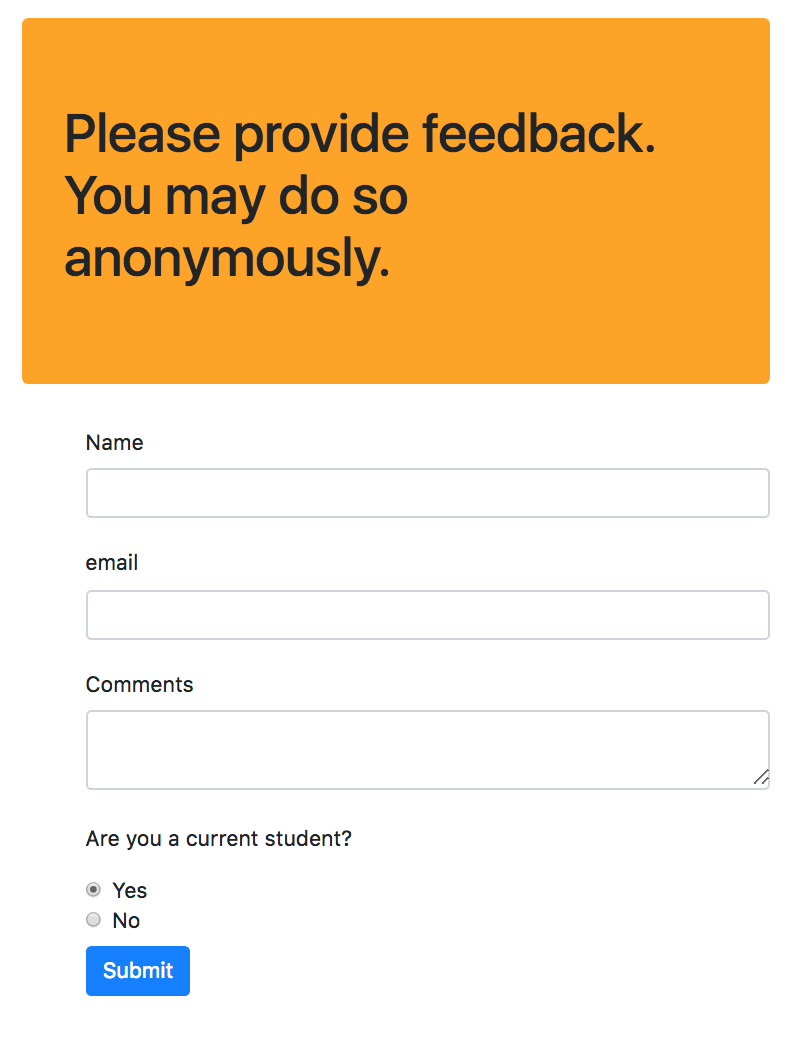 Please provide feedback.
You may do so
anonymously.
Name
email
Comments
Are you a current student?
Yes
No
Submit